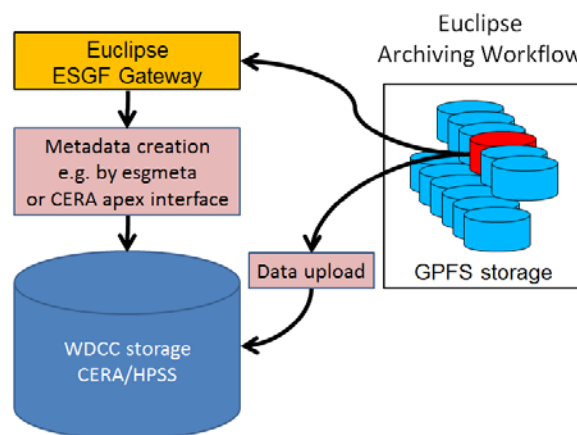 Euclipse
Archiving Workflow
Euclipse
ESGF Gateway
Metadata creation
e.g. by esgmeta
or CERA apex interface
Data upload
GPFS storage
WDCC storage
CERA/HPSS